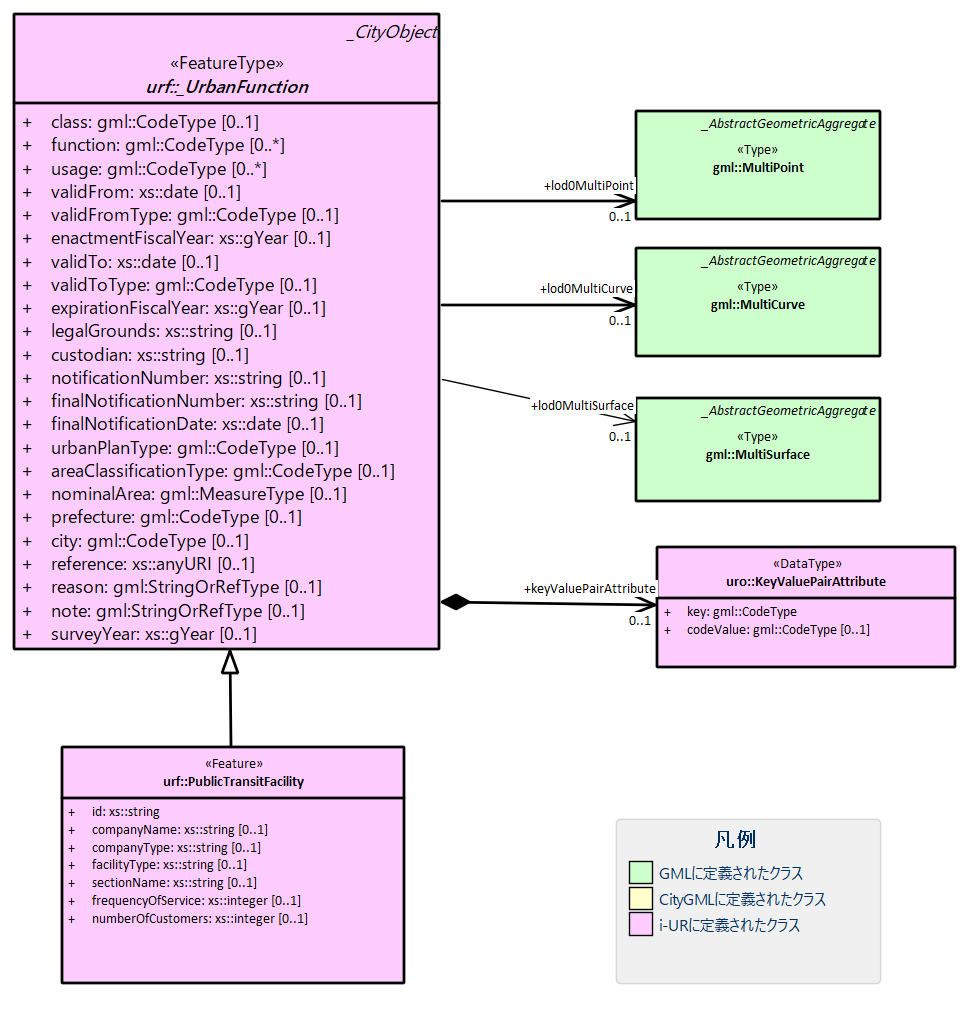 _CityObject
«FeatureType»
urf::_UrbanFunction
+ class: gml::CodeType [0..1]
+ function: gml::CodeType [0..*]
+ usage: gml::CodeType [0..*]
+ validFrom: xs::date [0..1]
+ validFromType: gml::CodeType [0..1]
+ enactmentFiscalYear: xs::gYear [0..1]
+ validTo: xs::date [0..1]
+ validToType: gml::CodeType [0..1]
+ expirationFiscalYear: xs::gYear [0..1]
+ legalGrounds: xs::string [0..1]
+ custodian: xs::string [0..1]
+ notificationNumber: xs::string [0..1]
+ finalNotificationNumber: xs::string [0..1]
+ finalNotificationDate: xs::date [0..1]
+ urbanPlanType: gml::CodeType [0..1]
+ areaClassificationType: gml::CodeType [0..1]
+ nominalArea: gml::MeasureType [0..1]
+ prefecture: gml::CodeType [0..1]
+ city: gml::CodeType [0..1]
+ reference: xs::anyURI [0..1]
+ reason: gml:StringOrRefType [0..1]
+ note: gml:StringOrRefType [0..1]
+ surveyYear: xs::gYear [0..1]
+lod0MultiPoint
0..1
_AbstractGeometricAggregate
«Type»
gml::MultiPoint
+lod0MultiCurve
0..1
_AbstractGeometricAggregate
«Type»
gml::MultiCurve
+lod0MultiSurface
0..1
_AbstractGeometricAggregate
«Type»
gml::MultiSurface
+keyValuePairAttribute
0..1
«DataType»
uro::KeyValuePairAttribute
+ key: gml::CodeType
+ codeValue: gml::CodeType [0..1]
«Feature»
urf::PublicTransitFacility
+ id: xs::string
+ companyName: xs::string [0..1]
+ companyType: xs::string [0..1]
+ facilityType: xs::string [0..1]
+ sectionName: xs::string [0..1]
+ frequencyOfService: xs::integer [0..1]
+ numberOfCustomers: xs::integer [0..1]
凡例
GMLに定義されたクラス
CityGMLに定義されたクラス
i-URに定義されたクラス